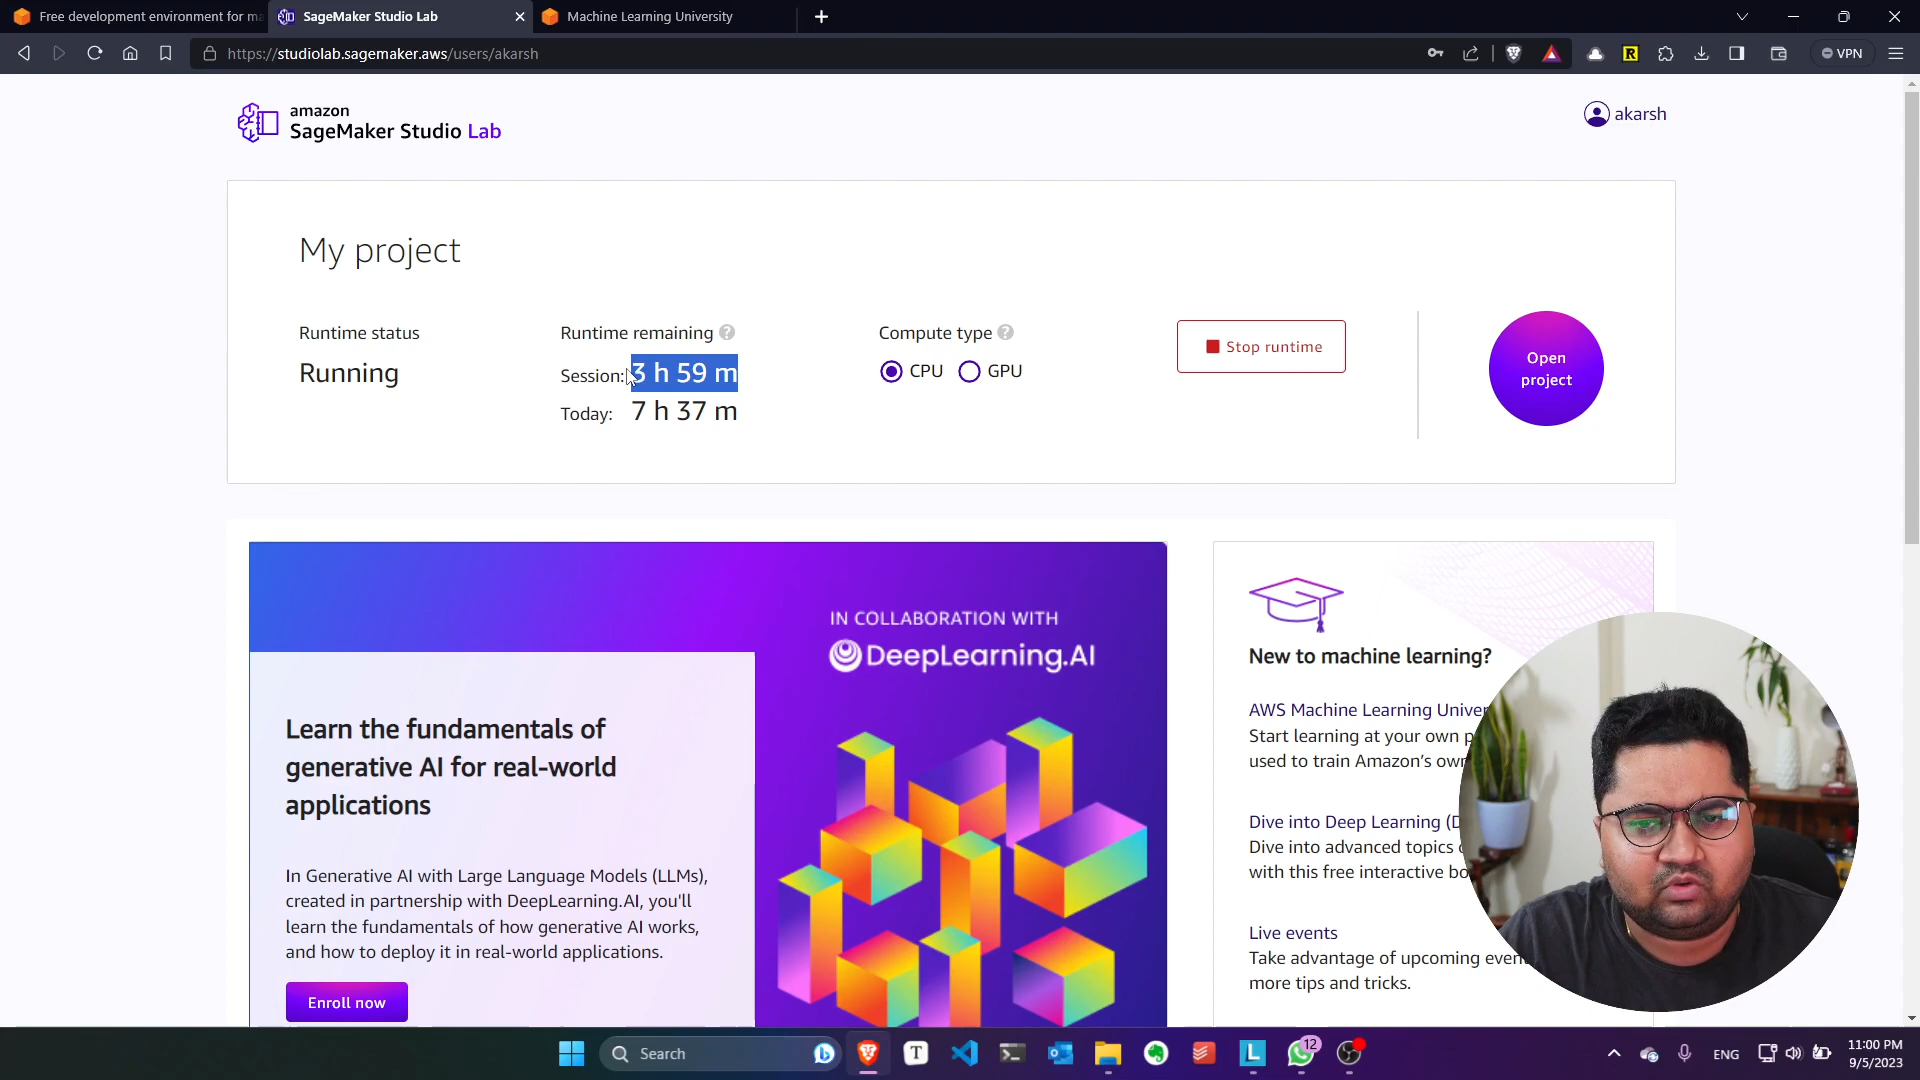 Free development environment for ma
SageMaker Studio Lab
Machine Learning University
https://studiolab.sagemaker.aws/users/akarsh
VPN
amazon
SageMaker Studio Lab
akarsh
My project
Runtime status
Runtime remaining
Compute type
Stop runtime
Open
project
Running
Session: 3 h 59 m
CPU
GPU
Today: 7 h 37 m
IN COLLABORATION WITH
DeepLearning.AI
Learn the fundamentals of
generative AI for real-world
applications
In Generative AI with Large Language Models (LLMs),
created in partnership with DeepLearning.AI, you'll
learn the fundamentals of how generative AI works,
and how to deploy it in real-world applications.
Enroll now
New to machine learning?
AWS Machine Learning Univer
Start learning at your own p
used to train Amazon's own
Dive into Deep Learning (D
Dive into advanced topics
with this free interactive bo
Live events
Take advantage of upcoming even
more tips and tricks.
Search
12
ENG
11:00 PM
9/5/2023